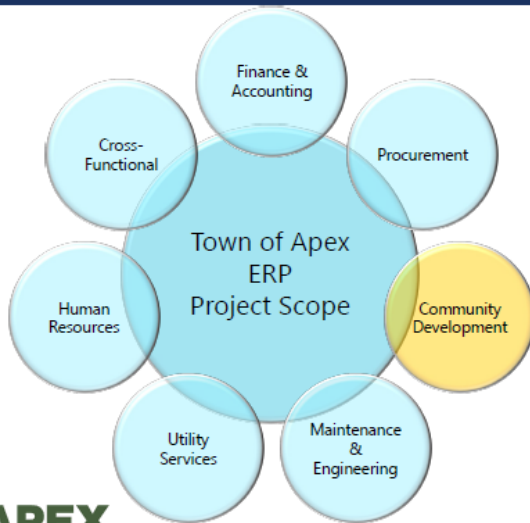 Finance &
Accounting
Cross-
Functional
Procurement
Town of Apex
ERP
Project Scope
Human
Resources
Community
Development
Utility
Services
Maintenance
&
Engineering
APEX